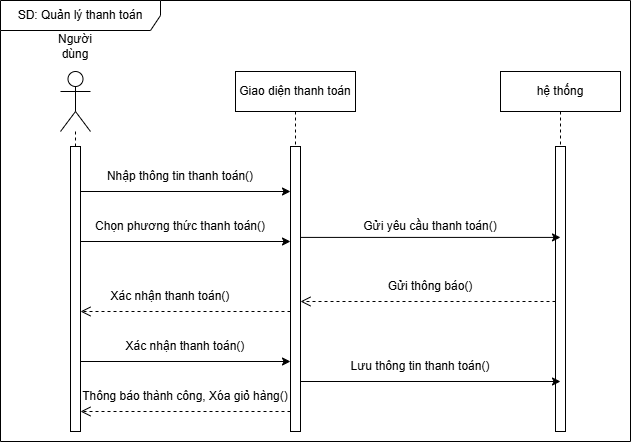 SD: Quản lý thanh toán
Người
dùng
Giao diện thanh toán
hệ thống
Nhập thông tin thanh toán()
Chọn phương thức thanh toán()
Gửi yêu cầu thanh toán()
Gửi thông báo()
Xác nhận thanh toán()
Xác nhận thanh toán()
Lưu thông tin thanh toán()
Thông báo thành công, Xóa giỏ hàng()